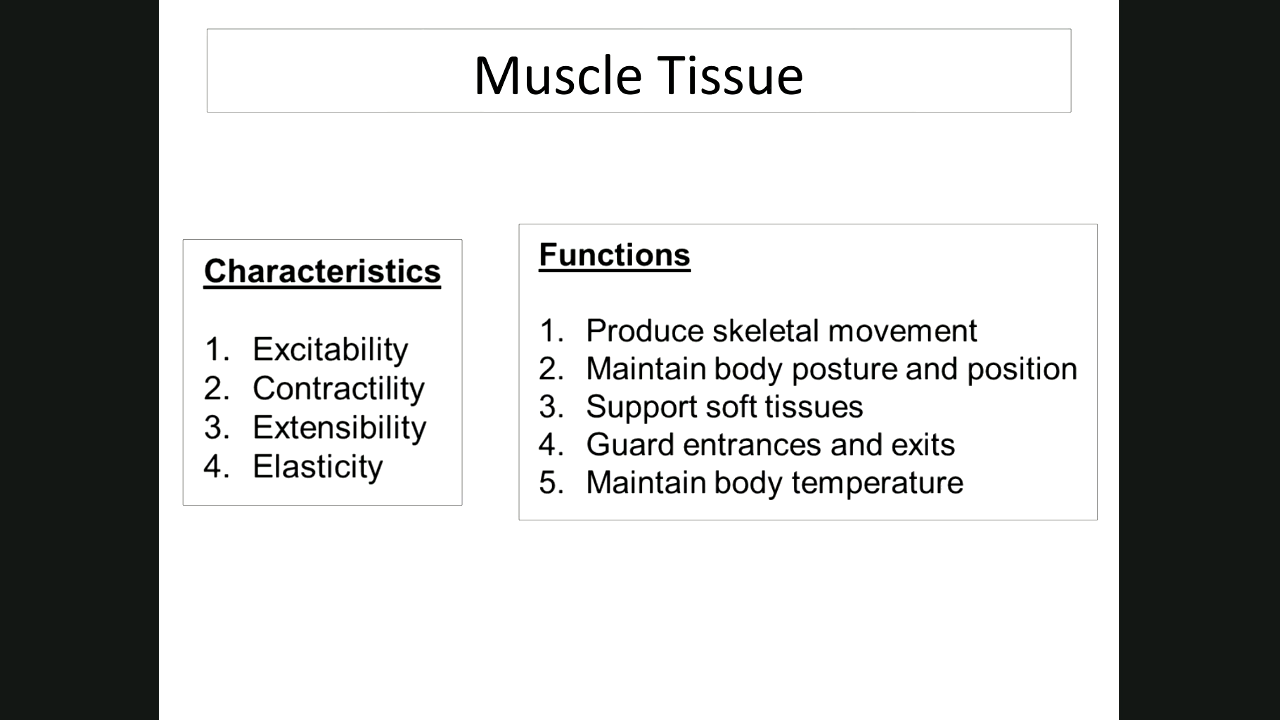 Muscle Tissue
Characteristics
1. Excitability
2. Contractility
3. Extensibility
4. Elasticity
Functions
1. Produce skeletal movement
2. Maintain body posture and position
3. Support soft tissues
4. Guard entrances and exits
5. Maintain body temperature